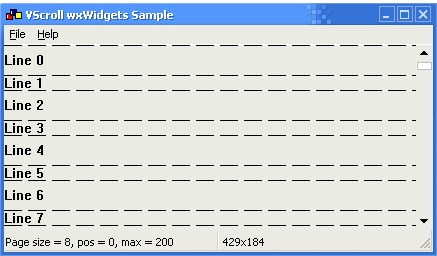 VScroll wxWidgets Sample
File Help
Line 0
Line 1
Line 2
Line 3
Line 4
Line 5
Line 6
Line 7
Page size = 8, pos = 0, max = 200 429x184